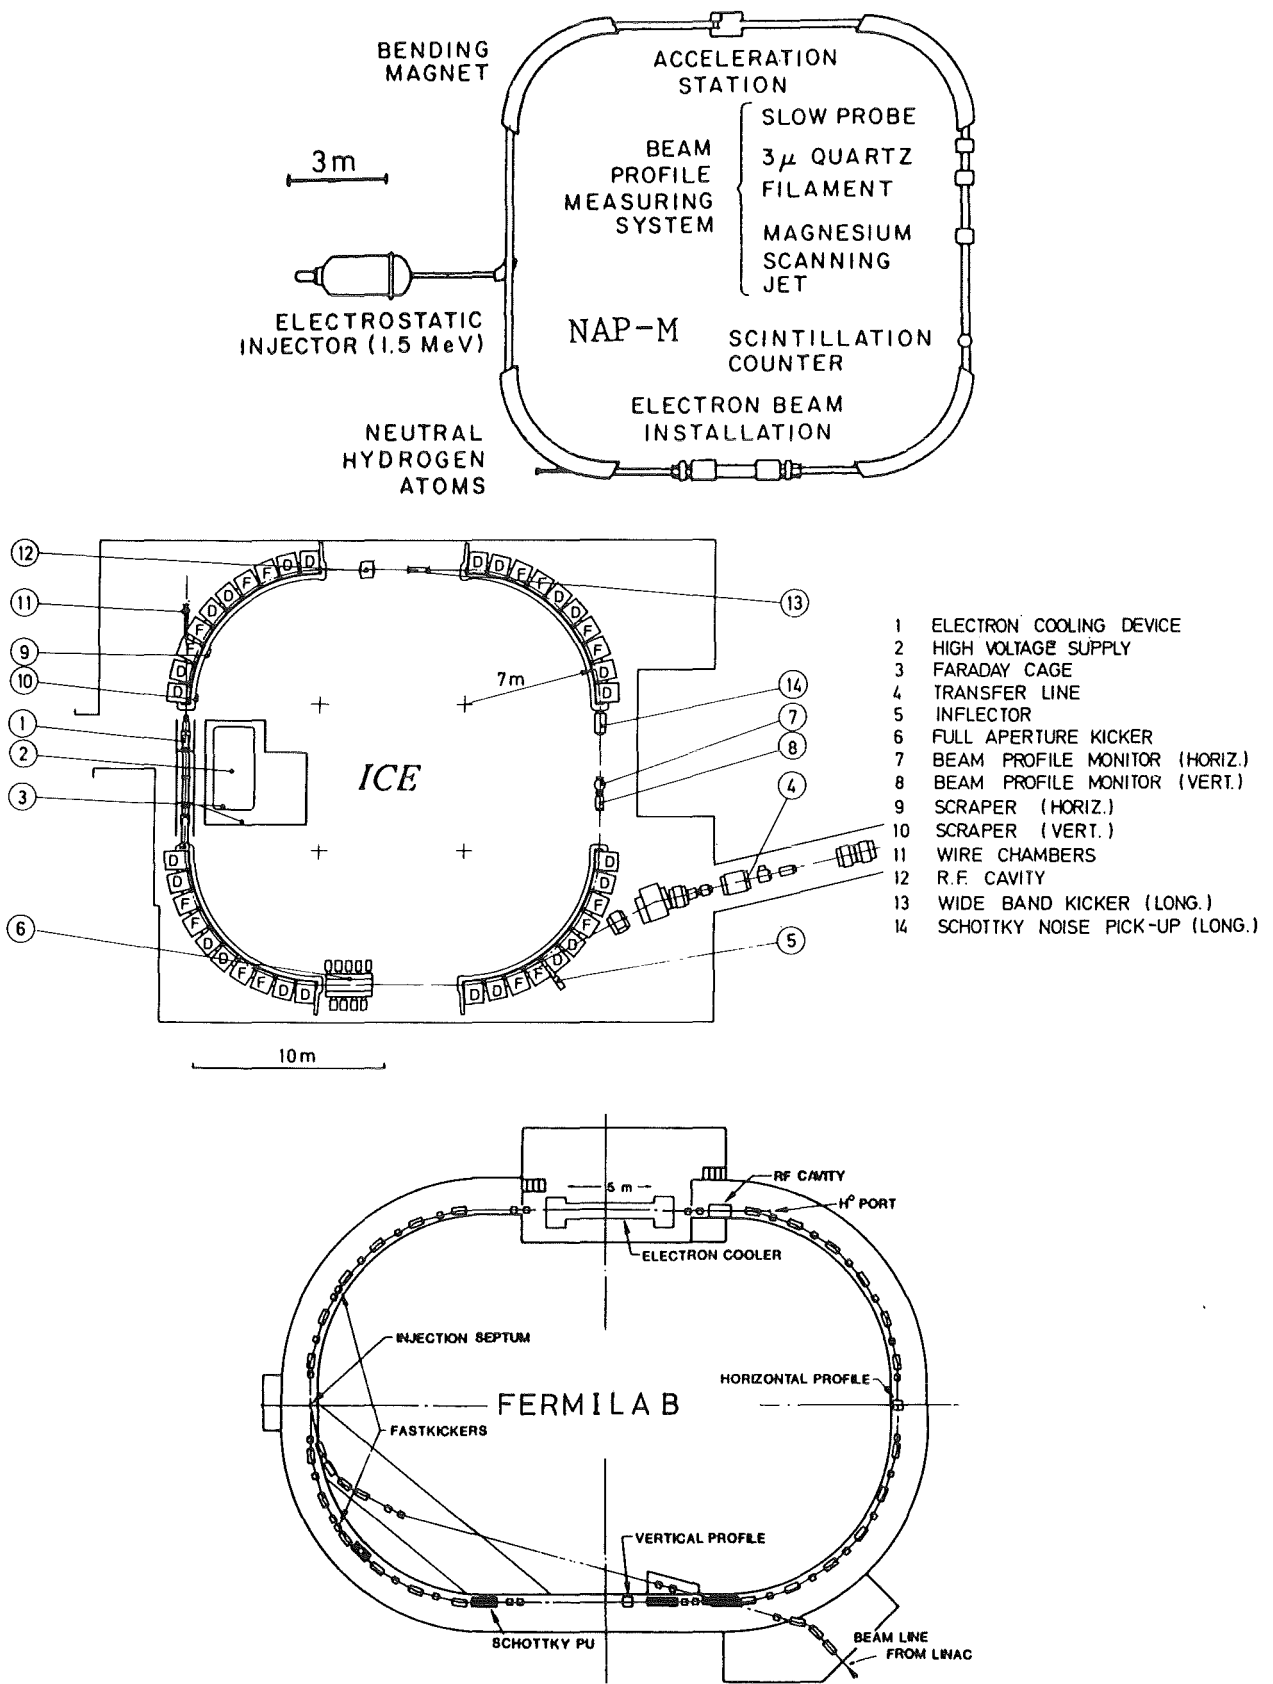 BENDING
MAGNET
ACCELERATION
STATION
3m
BEAM
PROFILE
MEASURING
SYSTEM
SLOW PROBE
3μ QUARTZ
FILAMENT
MAGNESIUM
SCANNING
JET
ELECTROSTATIC
INJECTOR (1.5 MeV)
NAP-M
SCINTILLATION
COUNTER
ELECTRON BEAM
INSTALLATION
NEUTRAL
HYDROGEN
ATOMS
12
11
9
10
1
2
3
6
13
14
7
8
4
5
D D F F D D F F D D
D D F F D D F F D D
D D F F D D F F D D
D D F F D D F F D D
7m
ICE
10m
1 ELECTRON COOLING DEVICE
2 HIGH VOLTAGE SUPPLY
3 FARADAY CAGE
4 TRANSFER LINE
5 INFLECTOR
6 FULL APERTURE KICKER
7 BEAM PROFILE MONITOR (HORIZ.)
8 BEAM PROFILE MONITOR (VERT.)
9 SCRAPER (HORIZ.)
10 SCRAPER (VERT.)
11 WIRE CHAMBERS
12 R.F. CAVITY
13 WIDE BAND KICKER (LONG.)
14 SCHOTTKY NOISE PICK-UP (LONG.)
5 m
RF CAVITY
H° PORT
ELECTRON COOLER
INJECTION SEPTUM
HORIZONTAL PROFILE
FERMILAB
FASTKICKERS
VERTICAL PROFILE
SCHOTTKY PU
BEAM LINE
FROM LINAC